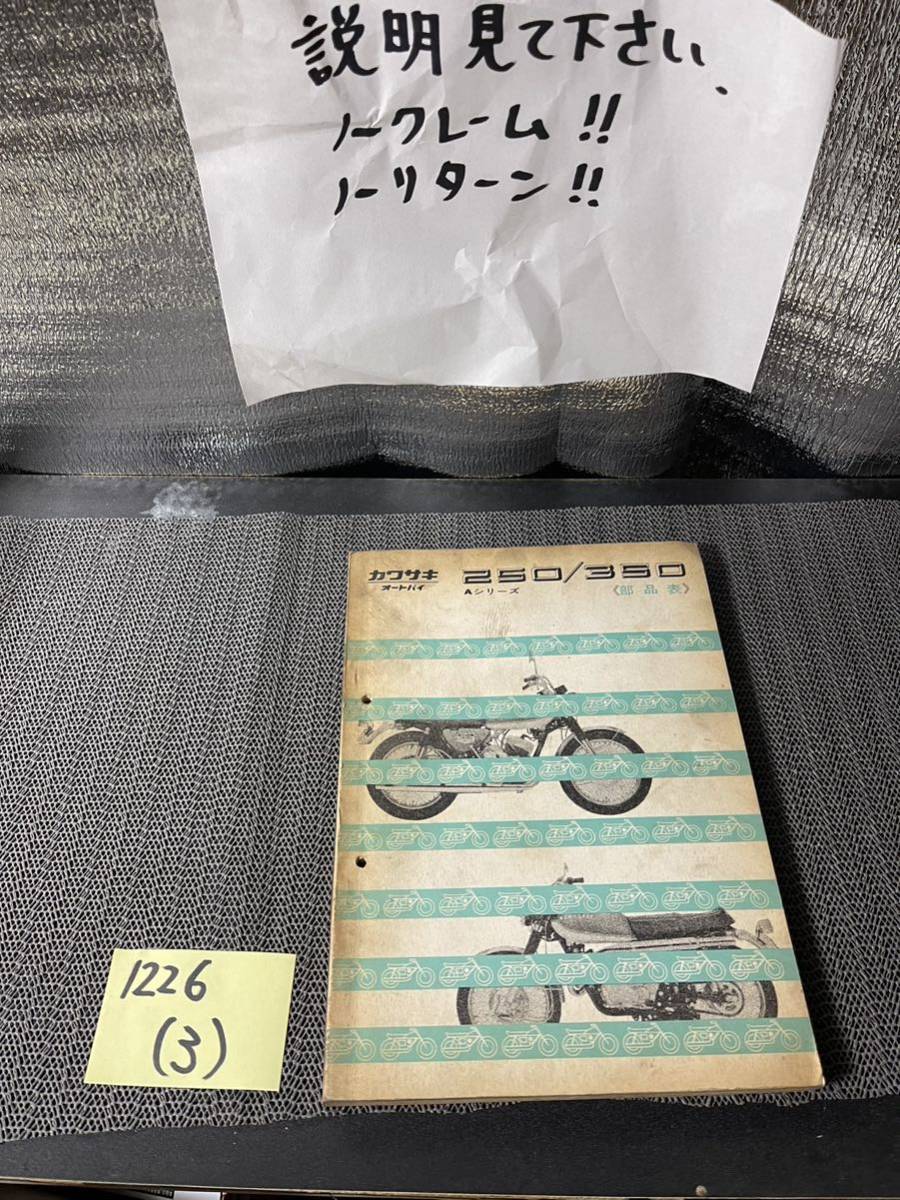 説明見て下さい、
ノークレーム!!
ノーリターン!!
カワサキ 250/350
オートバイ Aシリーズ 《部品表》
1226
(3)